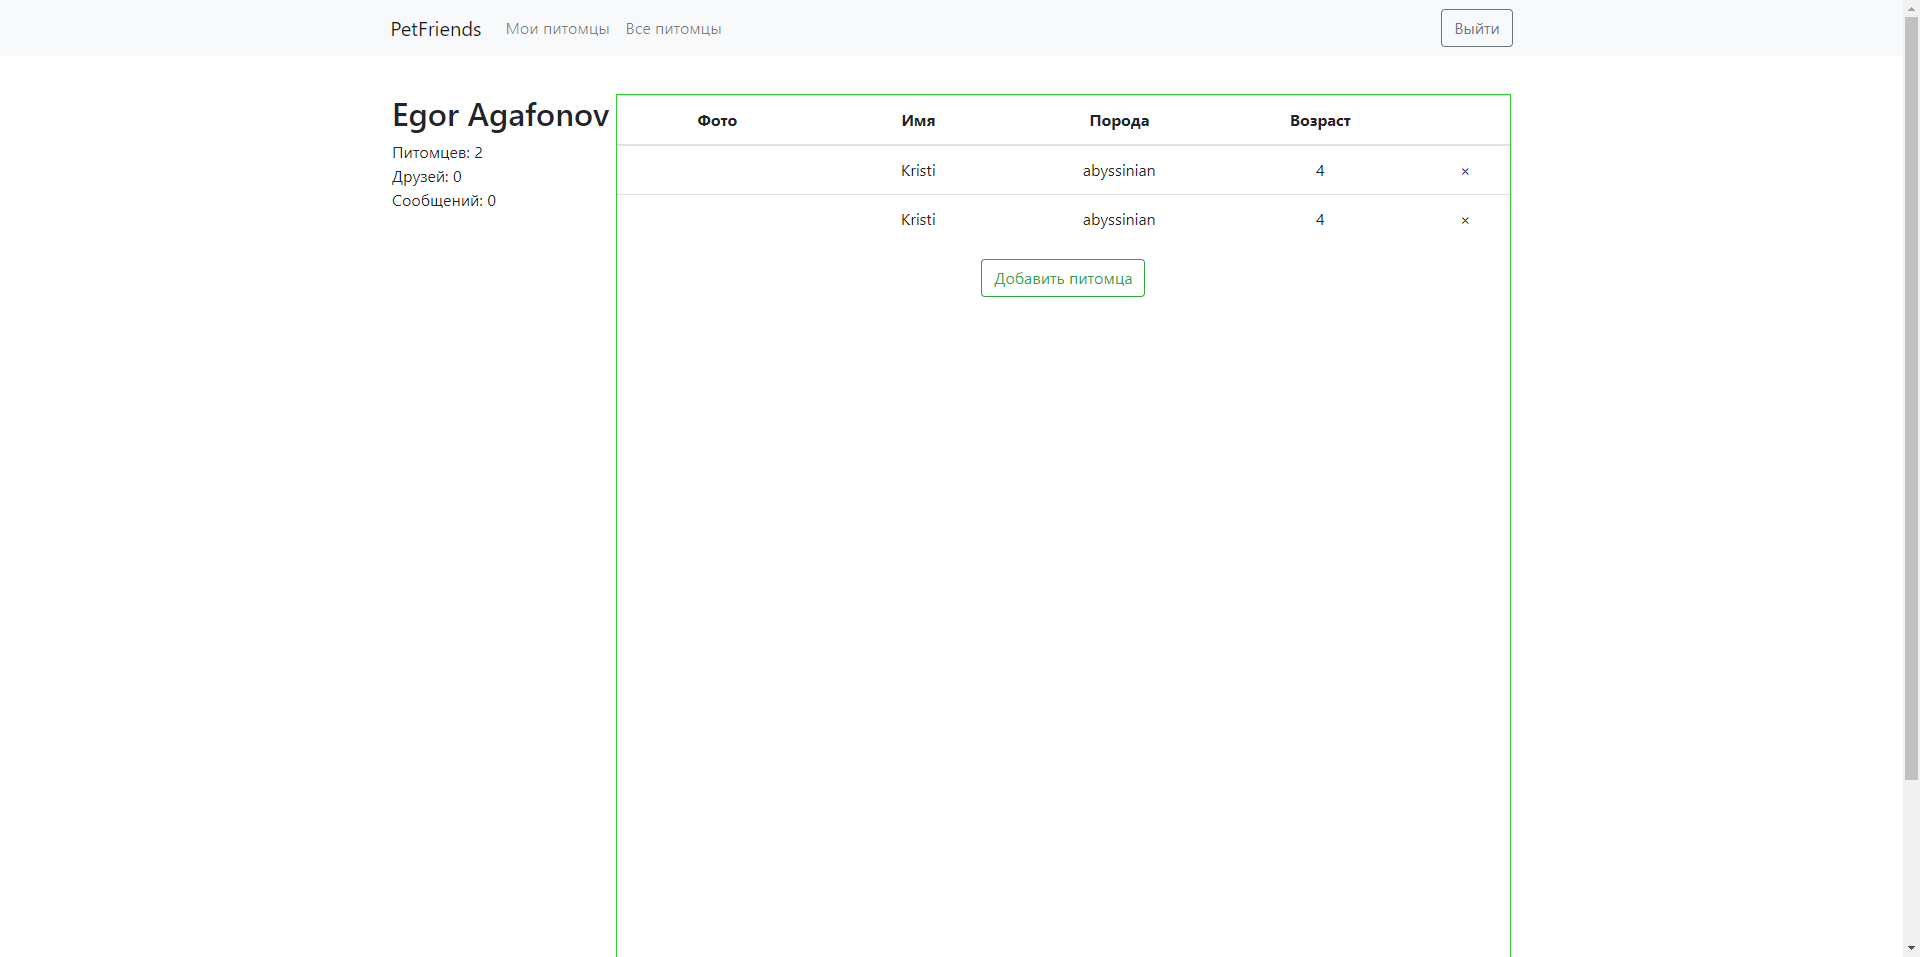 PetFriends Мои питомцы Все питомцы Выйти
Egor Agafonov
Питомцев: 2
Друзей: 0
Сообщений: 0
Фото Имя Порода Возраст
Kristi abyssinian 4 ×
Kristi abyssinian 4 ×
Добавить питомца